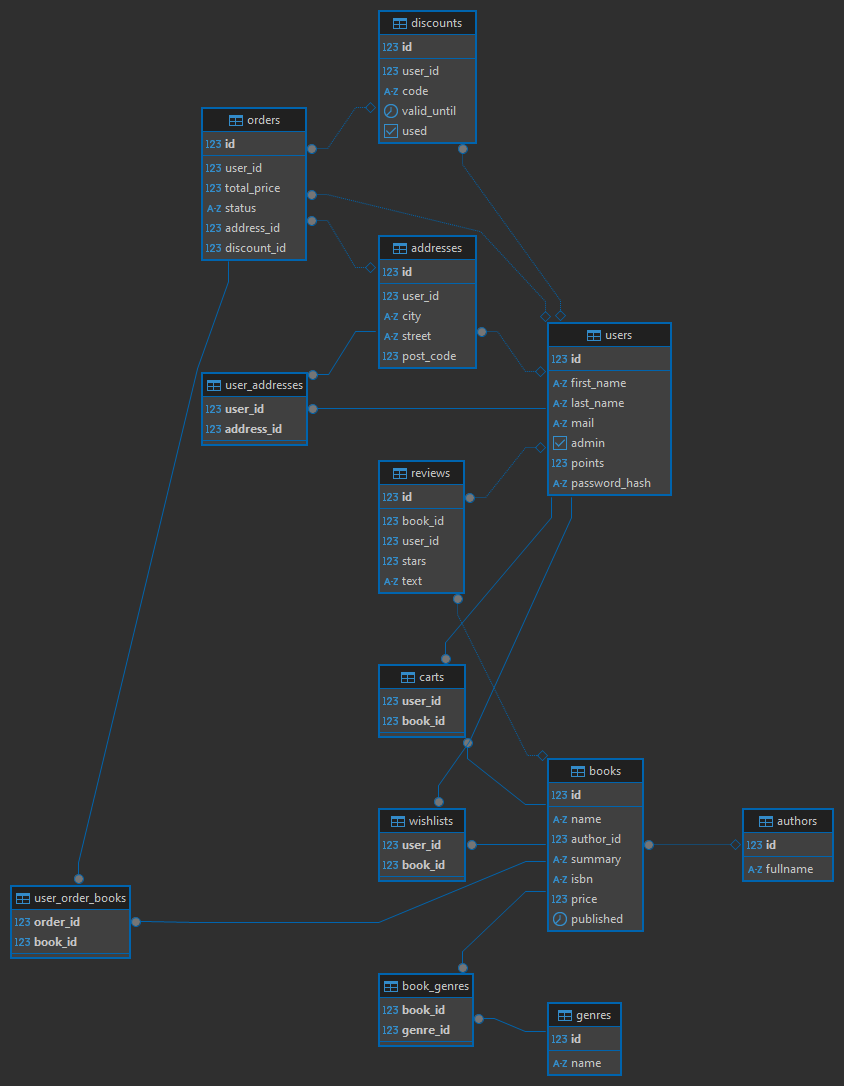 discounts
123 id
123 user_id
A-Z code
valid_until
used
orders
123 id
123 user_id
123 total_price
A-Z status
123 address_id
123 discount_id
addresses
123 id
123 user_id
A-Z city
A-Z street
123 post_code
users
123 id
A-Z first_name
A-Z last_name
A-Z mail
admin
123 points
A-Z password_hash
user_addresses
123 user_id
123 address_id
reviews
123 id
123 book_id
123 user_id
123 stars
A-Z text
carts
123 user_id
123 book_id
books
123 id
A-Z name
123 author_id
A-Z summary
A-Z isbn
123 price
published
authors
123 id
A-Z fullname
wishlists
123 user_id
123 book_id
user_order_books
123 order_id
123 book_id
book_genres
123 book_id
123 genre_id
genres
123 id
A-Z name